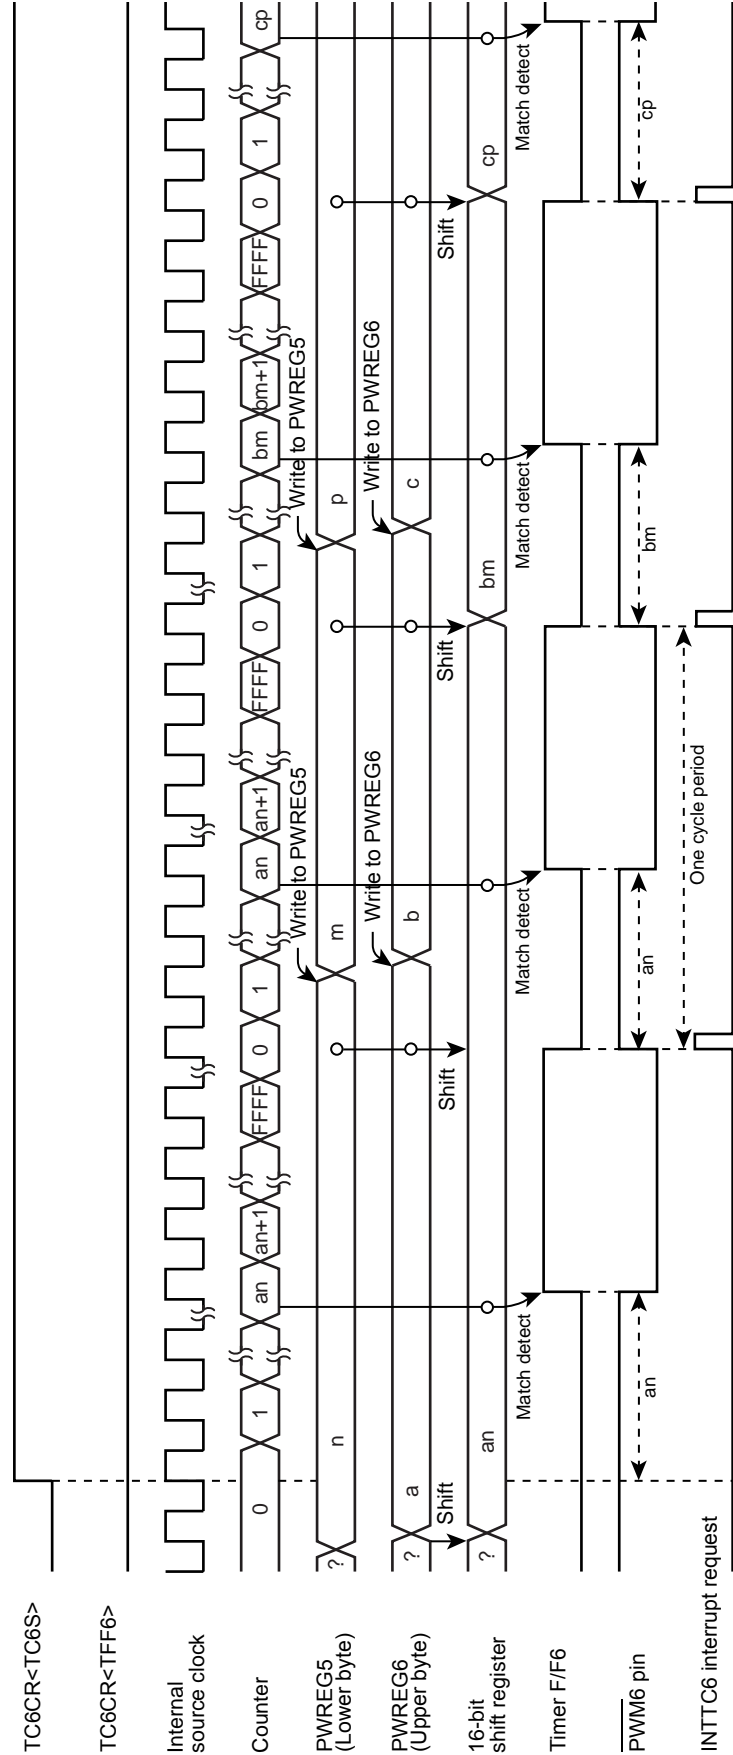 TC6CR<TC6S>
TC6CR<TFF6>
Internal
source clock
Counter
0 1 an an+1 FFFF 0 1 an an+1 FFFF 0 1 bm bm+1 FFFF 0 1 cp
Write to PWREG5
Write to PWREG5
PWREG5
(Lower byte)
? n m p
Write to PWREG6
Write to PWREG6
PWREG6
(Upper byte)
? a b c
Shift
Shift
Shift
Shift
16-bit
shift register
? an bm cp
Match detect
Match detect
Match detect
Match detect
Timer F/F6
PWM6 pin
an
an
bm
cp
One cycle period
INTTC6 interrupt request